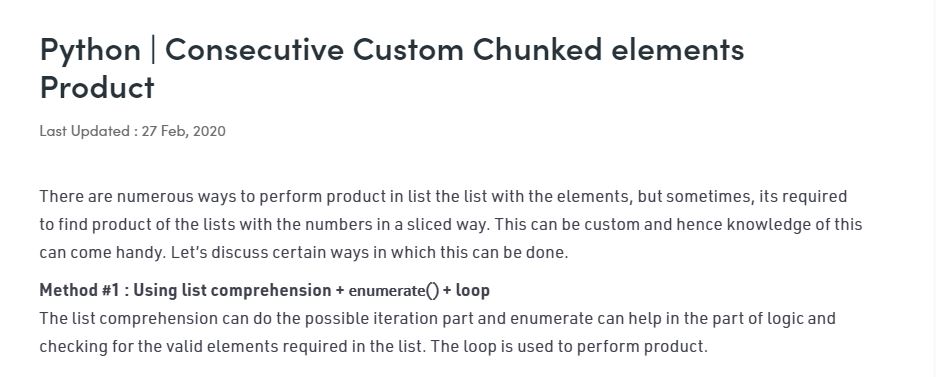 Python | Consecutive Custom Chunked elements
Product
Last Updated : 27 Feb, 2020
There are numerous ways to perform product in list the list with the elements, but sometimes, its required
to find product of the lists with the numbers in a sliced way. This can be custom and hence knowledge of this
can come handy. Let’s discuss certain ways in which this can be done.
Method #1 : Using list comprehension + enumerate() + loop
The list comprehension can do the possible iteration part and enumerate can help in the part of logic and
checking for the valid elements required in the list. The loop is used to perform product.